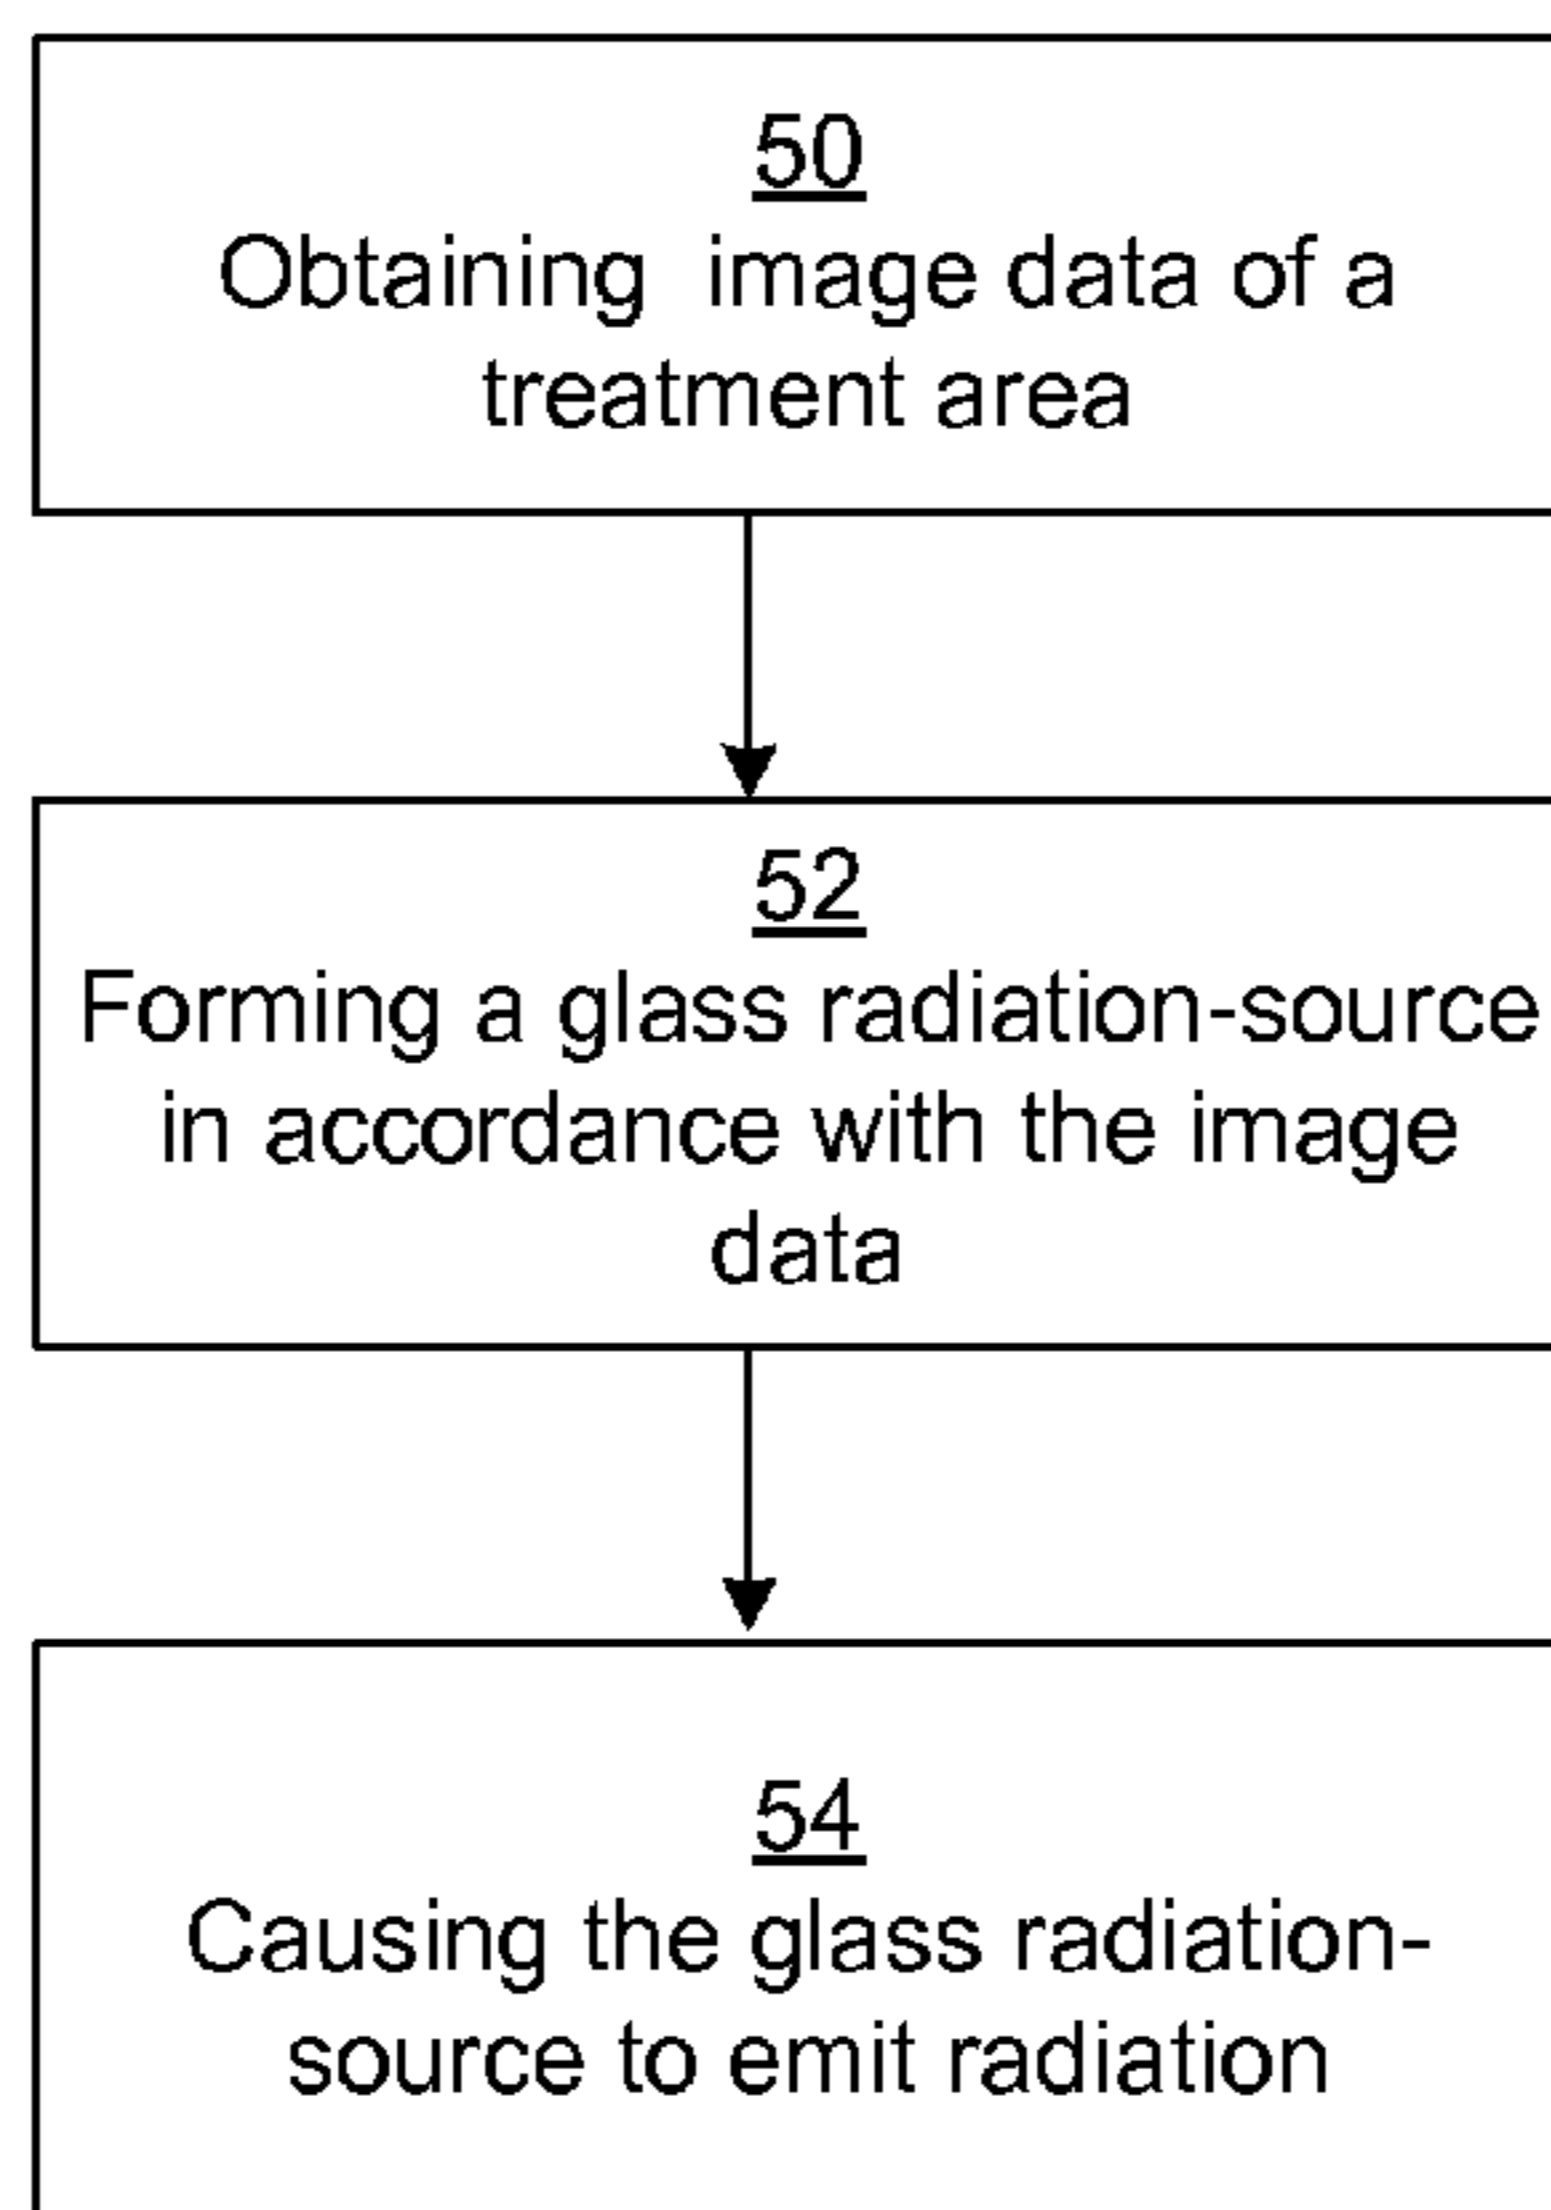 50
Obtaining image data of a
treatment area
52
Forming a glass radiation-source
in accordance with the image
data
54
Causing the glass radiation-
source to emit radiation